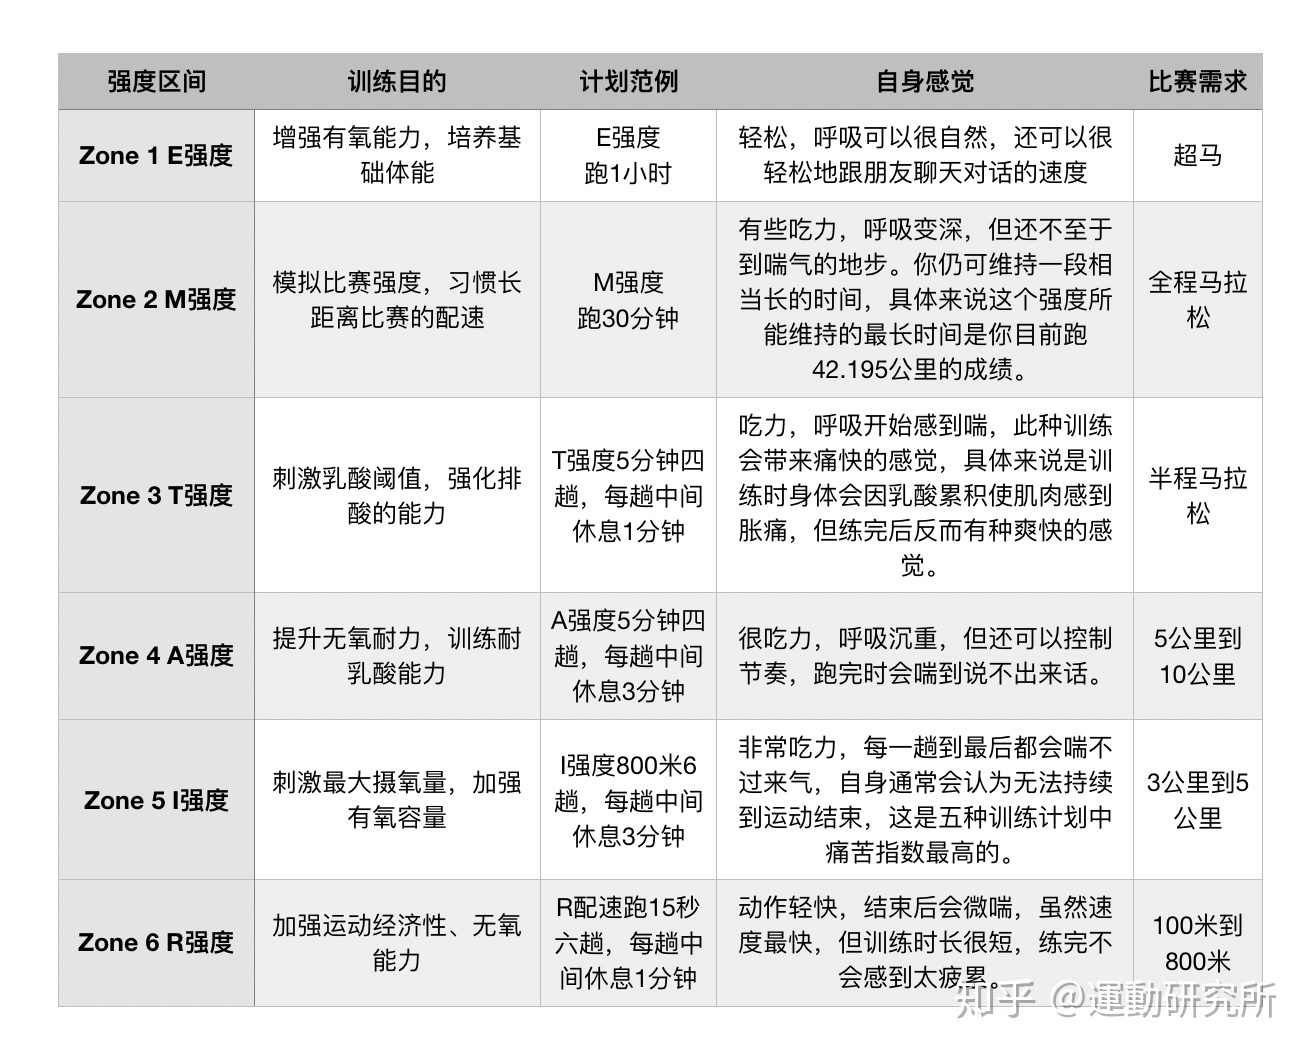 强度区间
训练目的
计划范例
自身感觉
比赛需求
Zone 1 E强度
增强有氧能力，培养基
础体能
E强度
跑1小时
轻松，呼吸可以很自然，还可以很
轻松地跟朋友聊天对话的速度
超马
Zone 2 M强度
模拟比赛强度，习惯长
距离比赛的配速
M强度
跑30分钟
有些吃力，呼吸变深，但还不至于
到喘气的地步。你仍可维持一段相
当长的时间，具体来说这个强度所
能维持的最长时间是你目前跑
42.195公里的成绩。
全程马拉
松
Zone 3 T强度
刺激乳酸阈值，强化排
酸的能力
T强度5分钟四
趟，每趟中间
休息1分钟
吃力，呼吸开始感到喘，此种训练
会带来痛快的感觉，具体来说是训
练时身体会因乳酸累积使肌肉感到
胀痛，但练完后反而有种爽快的感
觉。
半程马拉
松
Zone 4 A强度
提升无氧耐力，训练耐
乳酸能力
A强度5分钟四
趟，每趟中间
休息3分钟
很吃力，呼吸沉重，但还可以控制
节奏，跑完时会喘到说不出来话。
5公里到
10公里
Zone 5 I强度
刺激最大摄氧量，加强
有氧容量
I强度800米6
趟，每趟中间
休息3分钟
非常吃力，每一趟到最后都会喘不
过来气，自身通常会认为无法持续
到运动结束，这是五种训练计划中
痛苦指数最高的。
3公里到5
公里
Zone 6 R强度
加强运动经济性、无氧
能力
R配速跑15秒
六趟，每趟中
间休息1分钟
动作轻快，结束后会微喘，虽然速
度最快，但训练时长很短，练完不
会感到太疲累。
100米到
800米
知乎 @運動研究所